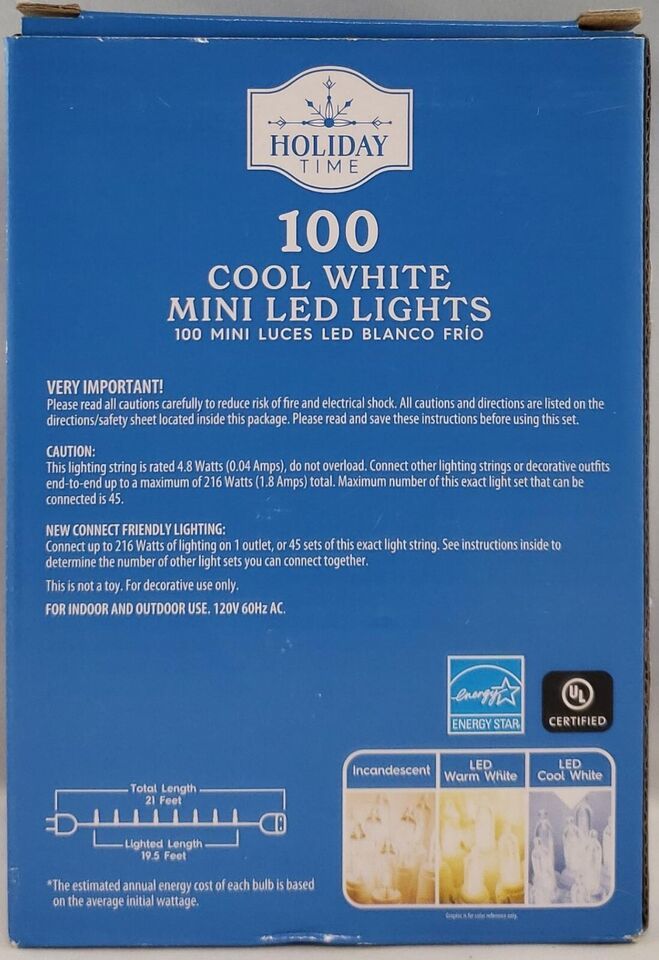 HOLIDAY
TIME
100
COOL WHITE
MINI LED LIGHTS
100 MINI LUCES LED BLANCO FRÍO
VERY IMPORTANT!
Please read all cautions carefully to reduce risk of fire and electrical shock. All cautions and directions are listed on the
directions/safety sheet located inside this package. Please read and save these instructions before using this set.
CAUTION:
This lighting string is rated 4.8 Watts (0.04 Amps), do not overload. Connect other lighting strings or decorative outfits
end-to-end up to a maximum of 216 Watts (1.8 Amps) total. Maximum number of this exact light set that can be
connected is 45.
NEW CONNECT FRIENDLY LIGHTING:
Connect up to 216 Watts of lighting on 1 outlet, or 45 sets of this exact light string. See instructions inside to
determine the number of other light sets you can connect together.
This is not a toy. For decorative use only.
FOR INDOOR AND OUTDOOR USE. 120V 60Hz AC.
energy
ENERGY STAR
UL
CERTIFIED
Incandescent
LED
Warm White
LED
Cool White
Total Length
21 Feet
Lighted Length
19.5 Feet
*The estimated annual energy cost of each bulb is based
on the average initial wattage.
Graphic is for color reference only.